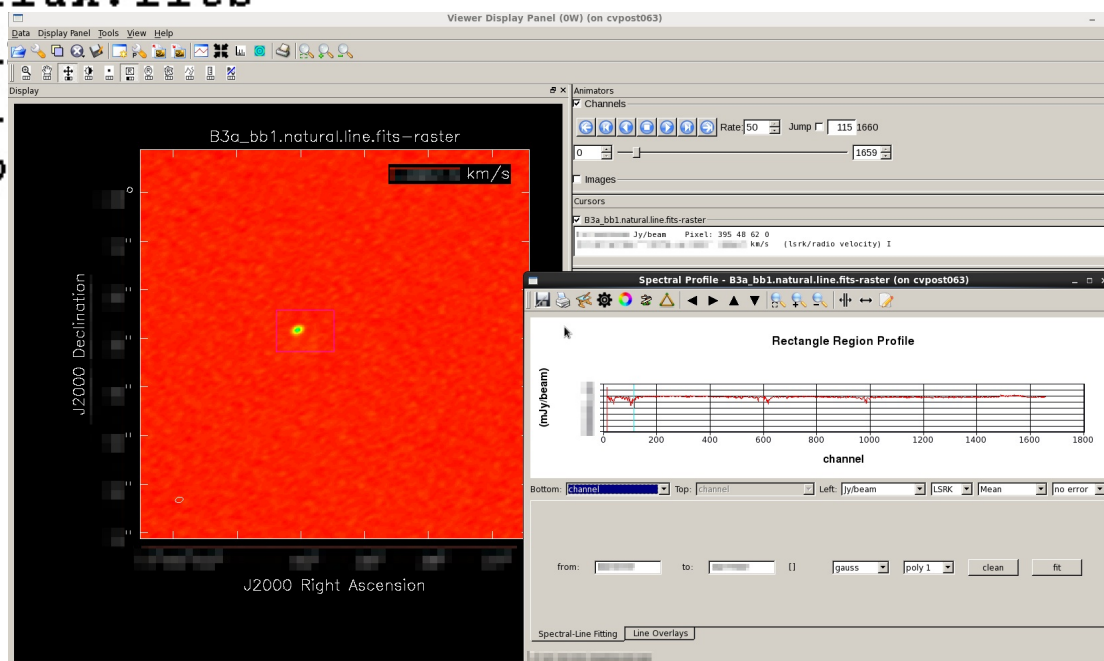 Viewer Display Panel (0W) (on cvpost063)
Data Display Panel Tools View Help
Display
B3a_bb1.natural.line.fits-raster
km/s
J2000 Declination
J2000 Right Ascension
Animators
Channels
Rate: 50 Jump 115 1660
0 1659
Images
Cursors
B3a_bb1.natural.line.fits-raster
Jy/beam Pixel: 395 48 62 0
km/s (lsrk/radio velocity) I
Spectral Profile - B3a_bb1.natural.line.fits-raster (on cvpost063)
Rectangle Region Profile
(mJy/beam)
0 200 400 600 800 1000 1200 1400 1600 1800
channel
Bottom: channel Top: channel Left: Jy/beam LSRK Mean no error
from: to: [] gauss poly 1 clean fit
Spectral-Line Fitting Line Overlays